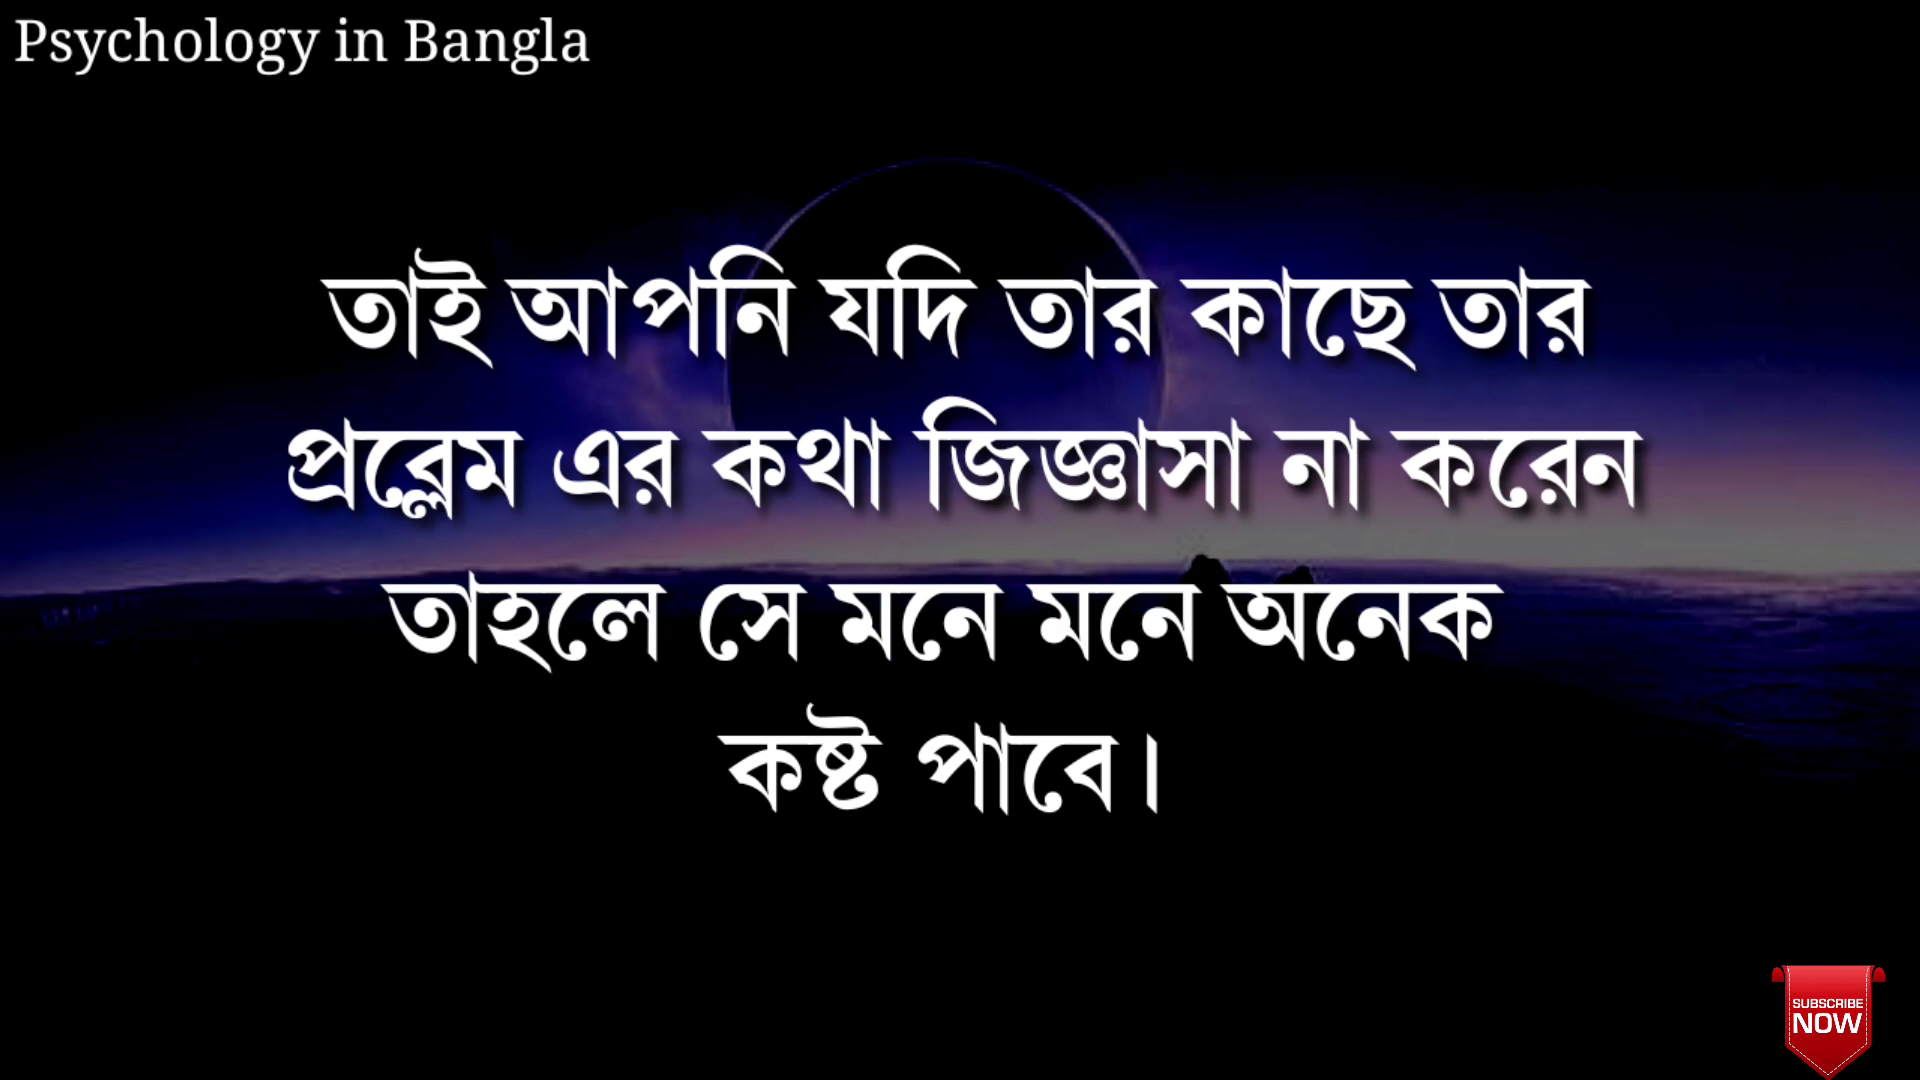 Psychology in Bangla
তাই আপনি যদি তার কাছে তার
প্রব্লেম এর কথা জিজ্ঞাসা না করেন
তাহলে সে মনে মনে অনেক
কষ্ট পাবে।
SUBSCRIBE
NOW